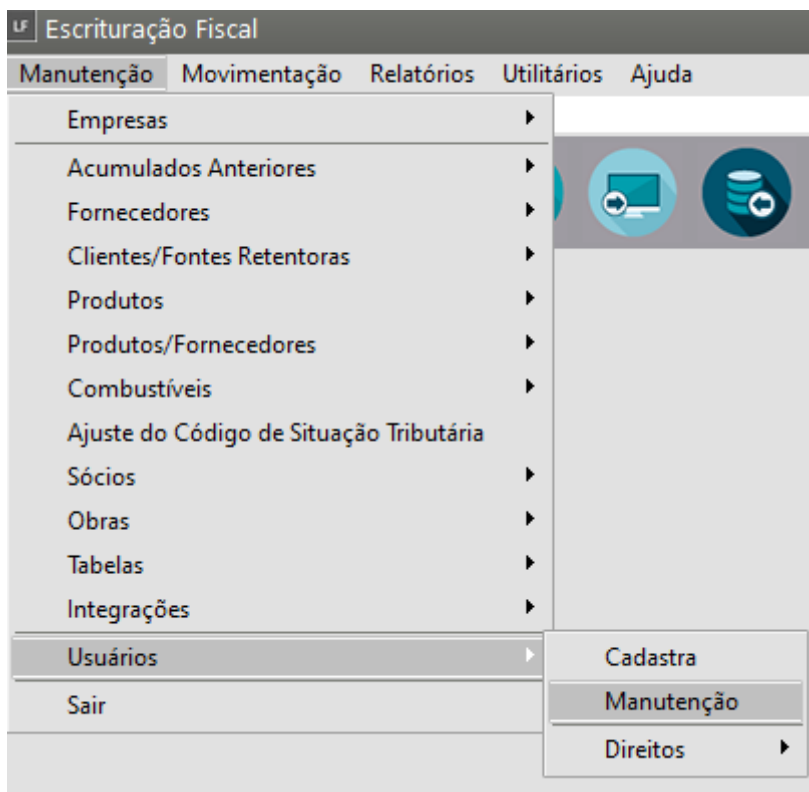 LF Escrituração Fiscal
Manutenção Movimentação Relatórios Utilitários Ajuda
Empresas
Acumulados Anteriores
Fornecedores
Clientes/Fontes Retentoras
Produtos
Produtos/Fornecedores
Combustíveis
Ajuste do Código de Situação Tributária
Sócios
Obras
Tabelas
Integrações
Usuários
Sair
Cadastra
Manutenção
Direitos